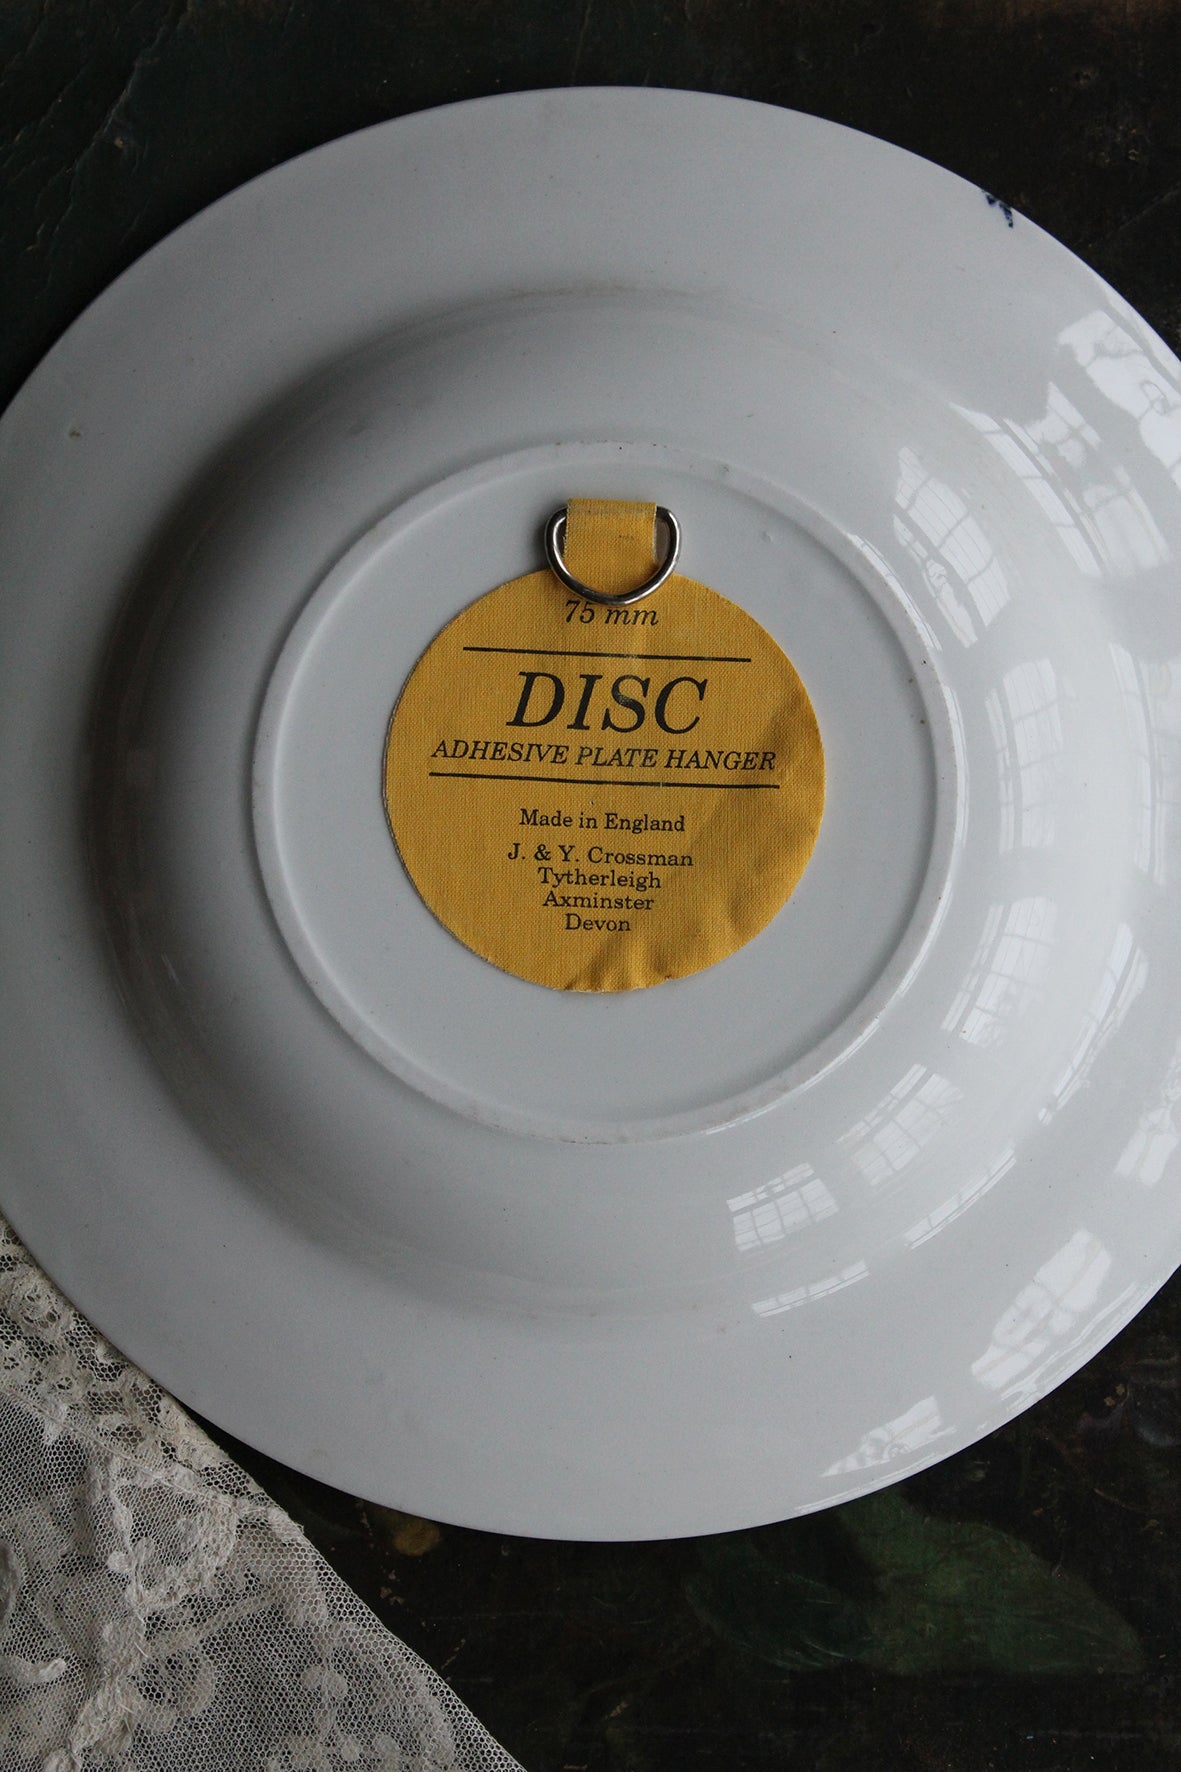 75 mm
DISC
ADHESIVE PLATE HANGER
Made in England
J. & Y. Crossman
Tytherleigh
Axminster
Devon